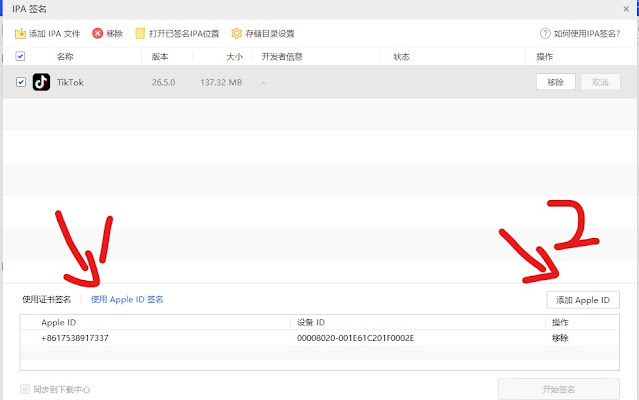 IPA 签名
添加 IPA 文件 移除 打开已签名IPA位置 存储目录设置 如何使用IPA签名?
名称 版本 大小 开发者信息 状态 操作
TikTok 26.5.0 137.32 MB - 移除 取消
1 2
使用证书签名 使用 Apple ID 签名 添加 Apple ID
Apple ID 设备 ID 操作
+8617538917337 00008020-001E61C201F0002E 移除
同步到下载中心 开始签名